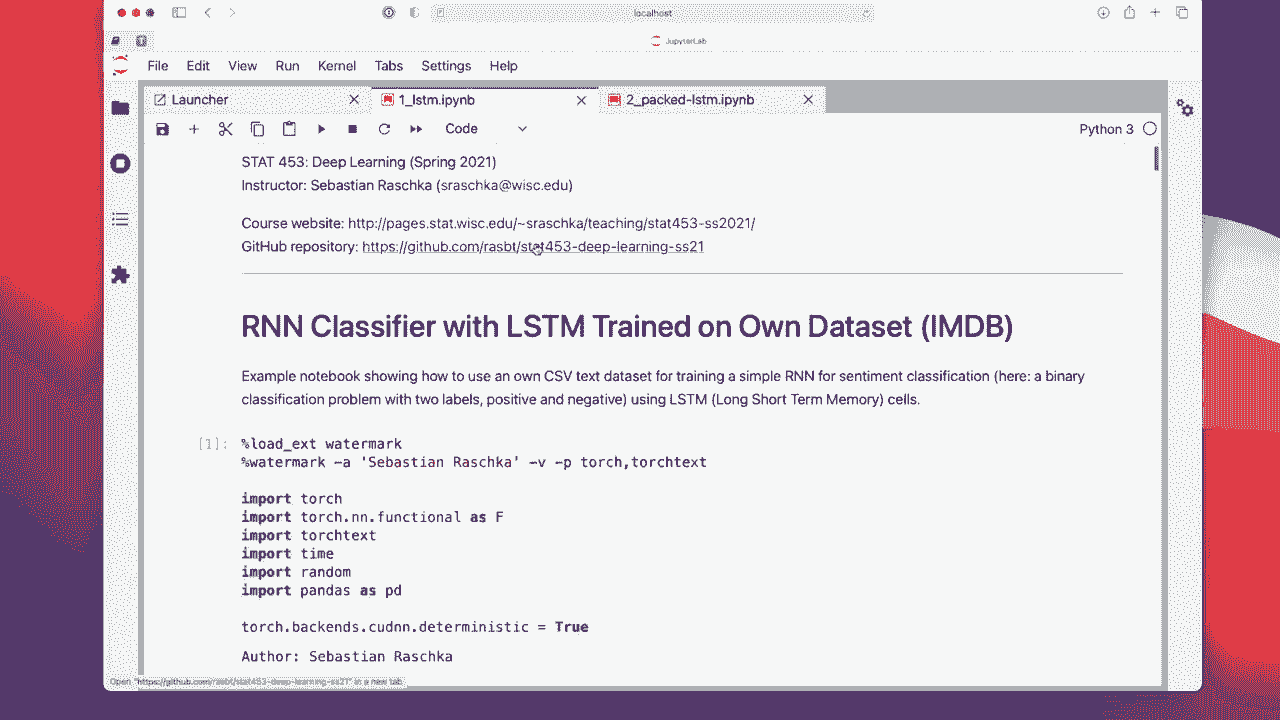 localhost
JupyterLab
File Edit View Run Kernel Tabs Settings Help
Launcher 1_lstm.ipynb 2_packed-lstm.ipynb
Code Python 3
STAT 453: Deep Learning (Spring 2021)
Instructor: Sebastian Raschka (sraschka@wisc.edu)
Course website: http://pages.stat.wisc.edu/~sraschka/teaching/stat453-ss2021/
GitHub repository: https://github.com/rasbt/stat453-deep-learning-ss21
RNN Classifier with LSTM Trained on Own Dataset (IMDB)
Example notebook showing how to use an own CSV text dataset for training a simple RNN for sentiment classification (here: a binary
classification problem with two labels, positive and negative) using LSTM (Long Short Term Memory) cells.
[1]: %load_ext watermark
%watermark -a 'Sebastian Raschka' -v -p torch,torchtext
import torch
import torch.nn.functional as F
import torchtext
import time
import random
import pandas as pd
torch.backends.cudnn.deterministic = True
Author: Sebastian Raschka
Open "https://github.com/rasbt/stat453-deep-learning-ss21" in a new tab